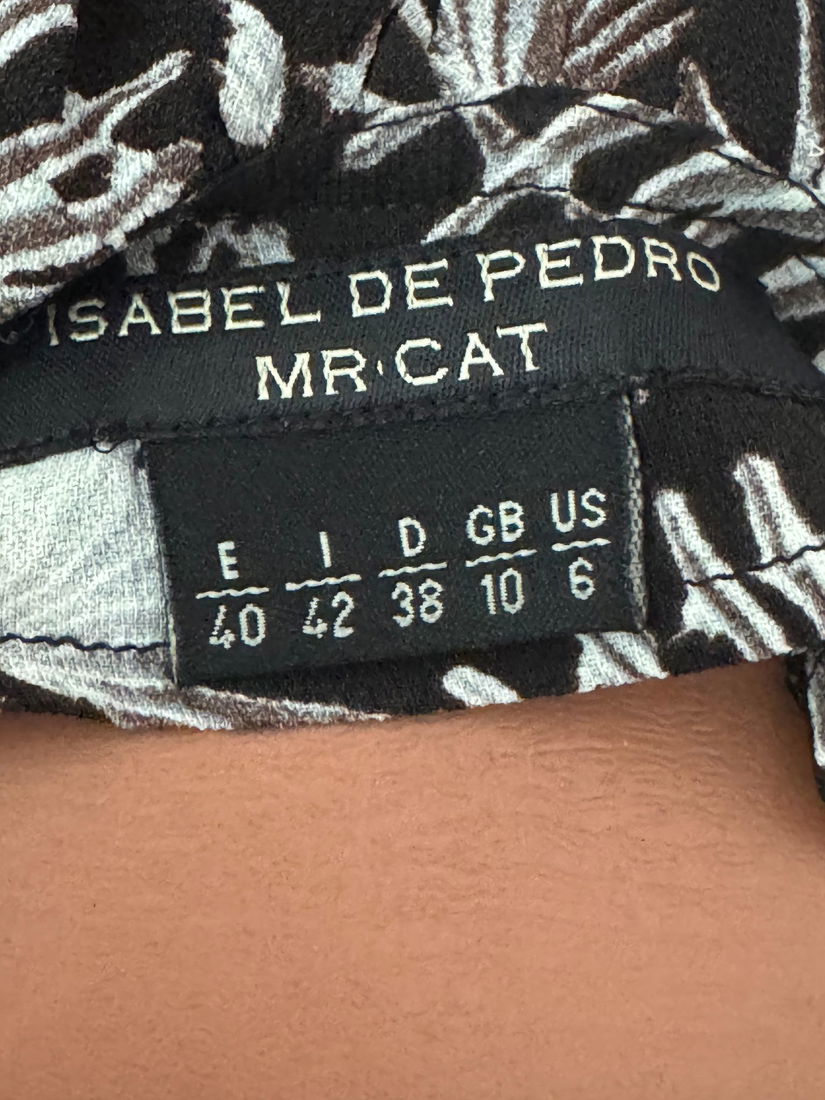 ISABEL DE PEDRO
MR·CAT
E I D GB US
40 42 38 10 6